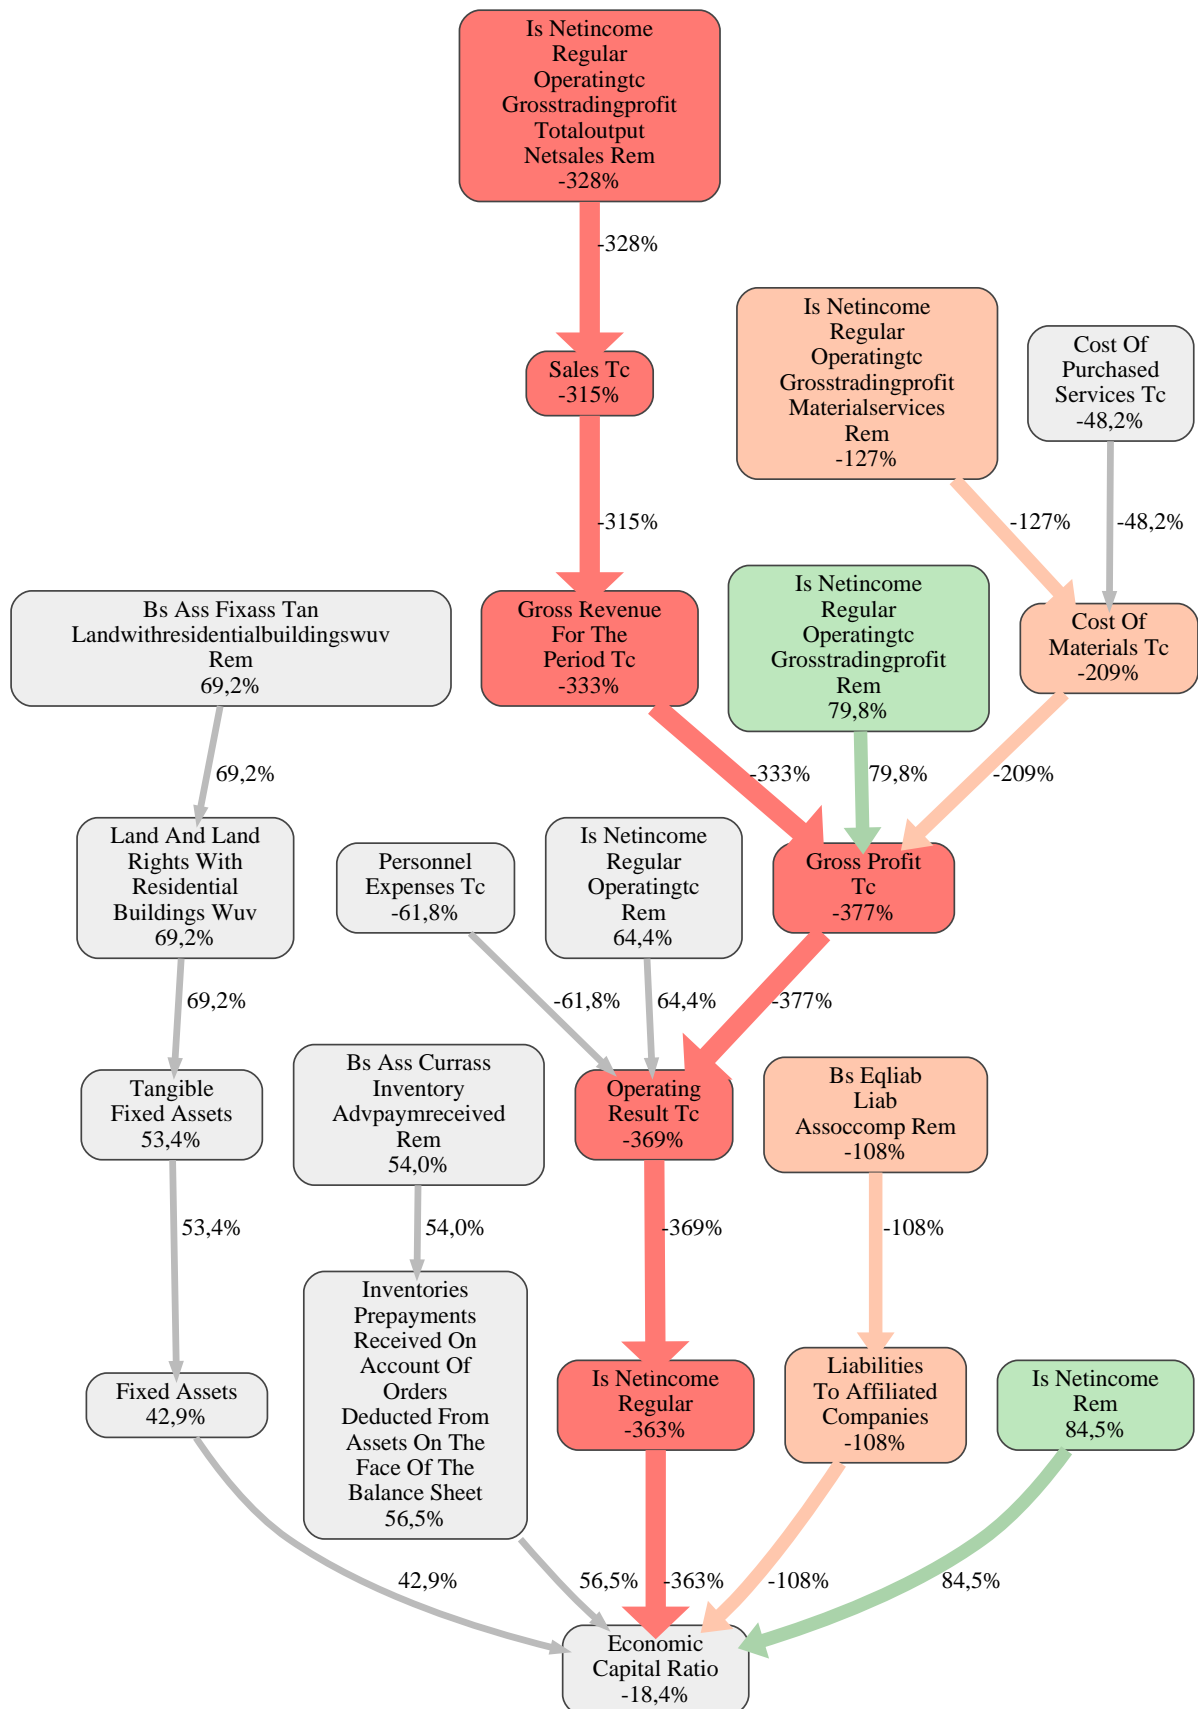 Is Netincome
Regular
Operatingtc
Grosstradingprofit
Totaloutput
Netsales Rem
-328%
-328%
Is Netincome
Regular
Operatingtc
Grosstradingprofit
Materialservices
Rem
-127%
Cost Of
Purchased
Services Tc
-48,2%
Sales Tc
-315%
-315%
-127%
-48,2%
Bs Ass Fixass Tan
Landwithresidentialbuildingswuv
Rem
69,2%
Gross Revenue
For The
Period Tc
-333%
Is Netincome
Regular
Operatingtc
Grosstradingprofit
Rem
79,8%
Cost Of
Materials Tc
-209%
69,2%
-333%
79,8%
-209%
Land And Land
Rights With
Residential
Buildings Wuv
69,2%
Personnel
Expenses Tc
-61,8%
Is Netincome
Regular
Operatingtc
Rem
64,4%
Gross Profit
Tc
-377%
69,2%
-61,8%
64,4%
-377%
Tangible
Fixed Assets
53,4%
Bs Ass Currass
Inventory
Advpaymreceived
Rem
54,0%
Operating
Result Tc
-369%
Bs Eqliab
Liab
Assoccomp Rem
-108%
53,4%
54,0%
-369%
-108%
Fixed Assets
42,9%
Inventories
Prepayments
Received On
Account Of
Orders
Deducted From
Assets On The
Face Of The
Balance Sheet
56,5%
Is Netincome
Regular
-363%
Liabilities
To Affiliated
Companies
-108%
Is Netincome
Rem
84,5%
42,9%
56,5%
-363%
-108%
84,5%
Economic
Capital Ratio
-18,4%